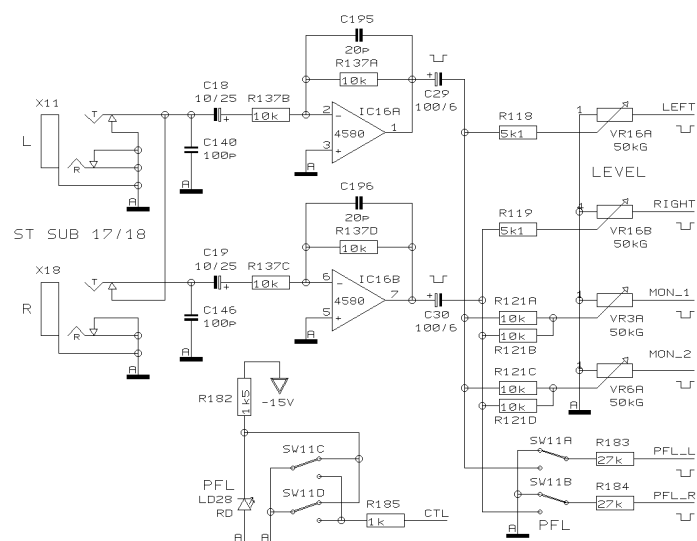 C195
20p
R137A
10k
C18
10/25
R137B
10k
IC16A
4580
2
3
1
-
+
A
C29
100/6
+
X11
T
L
R
C140
100p
A
A
R118
5k1
1
LEFT
VR16A
50kG
LEVEL
C196
20p
R137D
10k
R119
5k1
4
RIGHT
VR16B
50kG
ST SUB 17/18
X18
T
R
R
C19
10/25
+
R137C
10k
IC16B
4580
6
5
7
-
+
A
C30
100/6
+
C146
100p
A
A
R121A
10k
10k
R121B
1
MON_1
VR3A
50kG
R121C
10k
10k
R121D
1
MON_2
VR6A
50kG
A
R182
1k5
-15V
SW11C
SW11D
PFL
LD28
RD
A
A
R185
1k
CTL
SW11A
R183
27k
PFL_L
SW11B
R184
27k
PFL_R
A
PFL